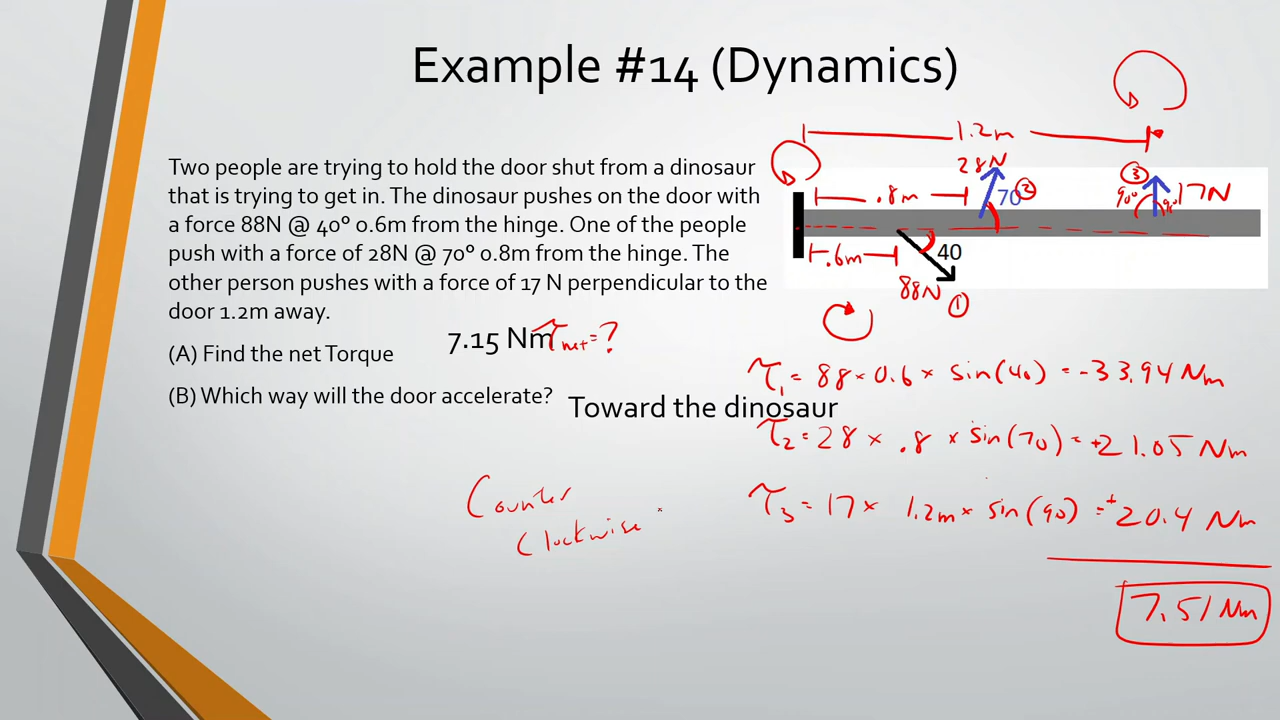 Example #14 (Dynamics)
Two people are trying to hold the door shut from a dinosaur
that is trying to get in. The dinosaur pushes on the door with
a force 88N @ 40° 0.6m from the hinge. One of the people
push with a force of 28N @ 70° 0.8m from the hinge. The
other person pushes with a force of 17 N perpendicular to the
door 1.2m away.
(A) Find the net Torque
7.15 Nm
τnet=?
(B) Which way will the door accelerate?
Toward the dinosaur
Counter
Clockwise
1.2m
28N
.8m
70
②
③
90°
90°
17N
.6m
40
88N
①
τ1 = 88 × 0.6 × sin(40) = -33.94 Nm
τ2 = 28 × .8 × sin(70) = +21.05 Nm
τ3 = 17 × 1.2m × sin(90) = +20.4 Nm
7.51 Nm